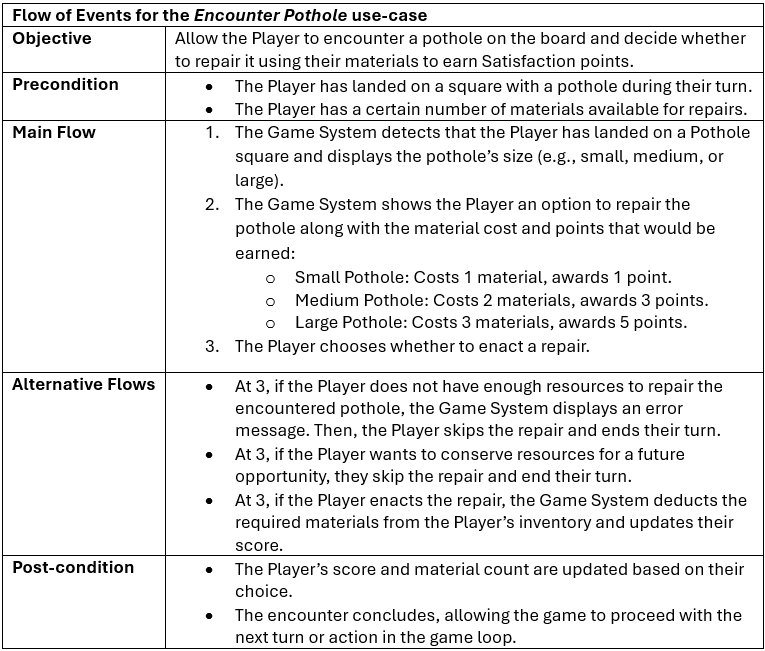 Flow of Events for the Encounter Pothole use-case
Objective
Allow the Player to encounter a pothole on the board and decide whether
to repair it using their materials to earn Satisfaction points.
Precondition
• The Player has landed on a square with a pothole during their turn.
• The Player has a certain number of materials available for repairs.
Main Flow
1. The Game System detects that the Player has landed on a Pothole
square and displays the pothole’s size (e.g., small, medium, or
large).
2. The Game System shows the Player an option to repair the
pothole along with the material cost and points that would be
earned:
o Small Pothole: Costs 1 material, awards 1 point.
o Medium Pothole: Costs 2 materials, awards 3 points.
o Large Pothole: Costs 3 materials, awards 5 points.
3. The Player chooses whether to enact a repair.
Alternative Flows
• At 3, if the Player does not have enough resources to repair the
encountered pothole, the Game System displays an error
message. Then, the Player skips the repair and ends their turn.
• At 3, if the Player wants to conserve resources for a future
opportunity, they skip the repair and end their turn.
• At 3, if the Player enacts the repair, the Game System deducts the
required materials from the Player’s inventory and updates their
score.
Post-condition
• The Player’s score and material count are updated based on their
choice.
• The encounter concludes, allowing the game to proceed with the
next turn or action in the game loop.